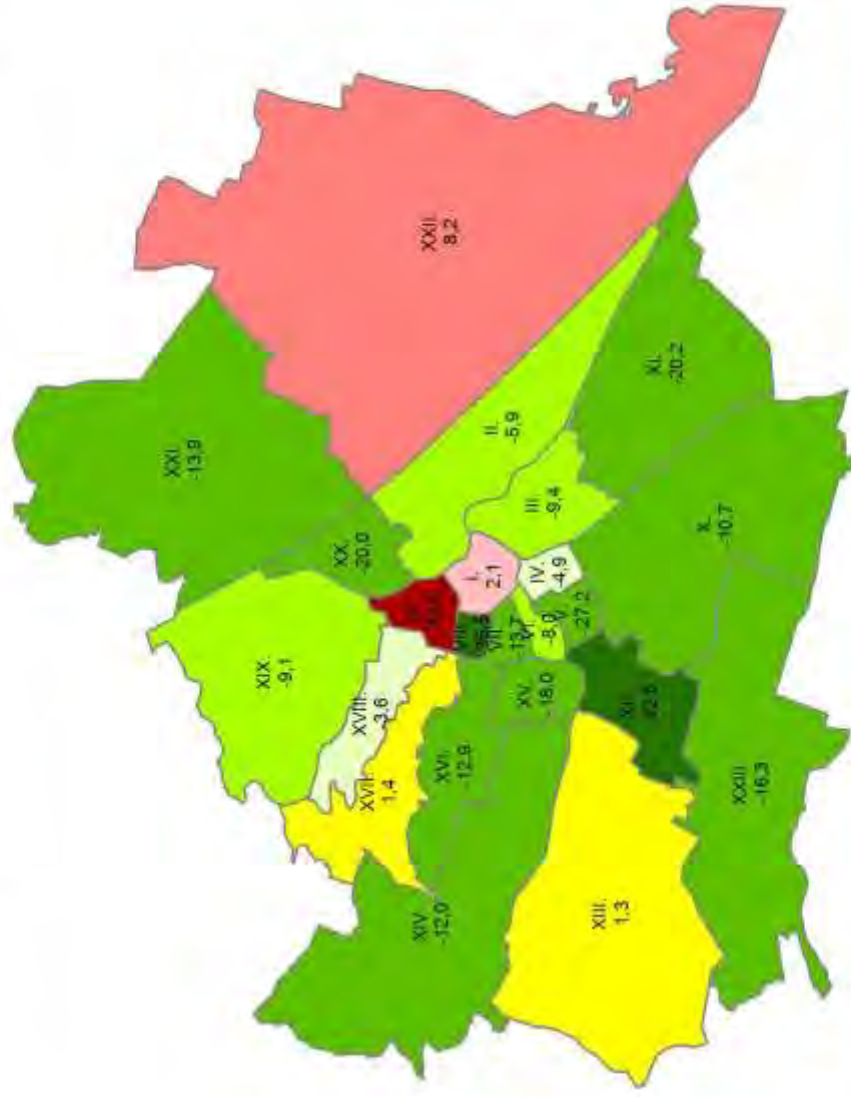 XXI.
-13,9
XXII.
8,2
XIX.
-9,1
XX.
-20,0
II.
-5,9
XVIII.
-3,6
XVII.
1,4
I.
2,1
III.
-9,4
XVI.
-12,9
VII.
-13,7
VI.
-8,0
IV.
-4,9
V.
-27,2
XV.
-18,0
XI.
-20,2
XIV.
-12,0
XIII.
1,3
X.
-10,7
XXIII.
-16,3